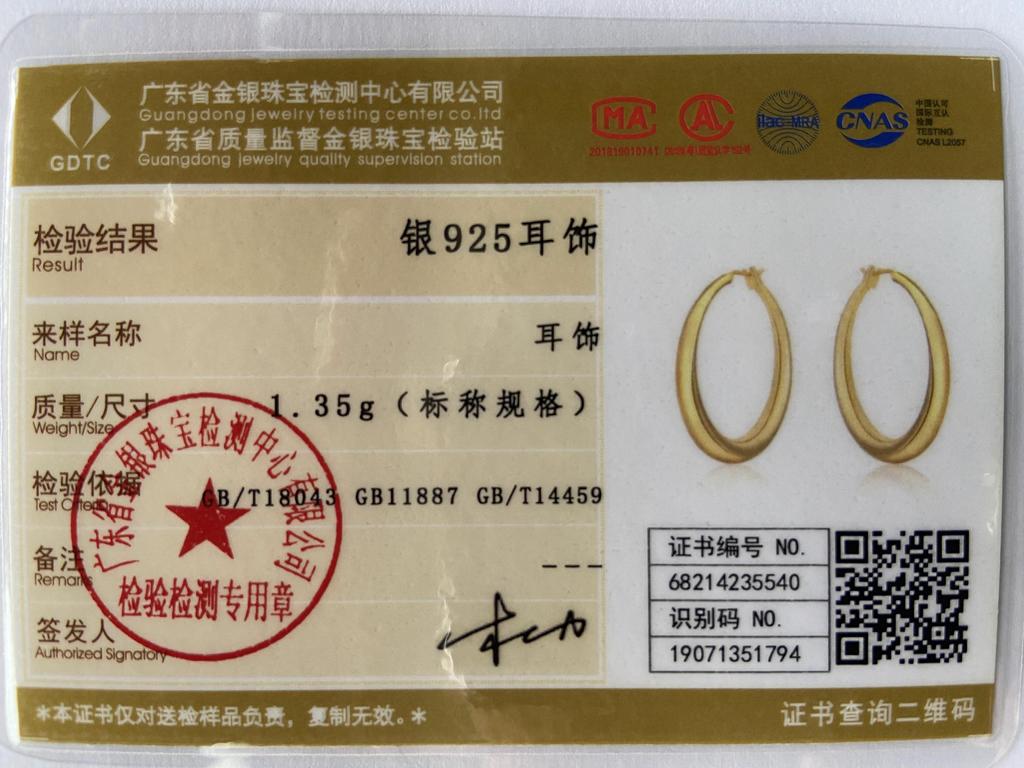 广东省金银珠宝检测中心有限公司
Guangdong jewelry testing center co.ltd
广东省质量监督金银珠宝检验站
Guangdong jewelry quality supervision station
GDTC
MA
201819010741
AL
ilac-MRA
CNAS
中国认可
国际互认
检测
TESTING
CNAS L2057
检验结果
银925耳饰
Result
来样名称
耳饰
Name
质量/尺寸
1.35g（标称规格）
Weight/Size
检验依据
GB/T18043 GB11887 GB/T14459
Test Criteria
备注
---
Remarks
签发人
Authorized Signatory
广东省金银珠宝检测中心有限公司
检验检测专用章
证书编号 NO.
68214235540
识别码 NO.
19071351794
*本证书仅对送检样品负责，复制无效。*
证书查询二维码